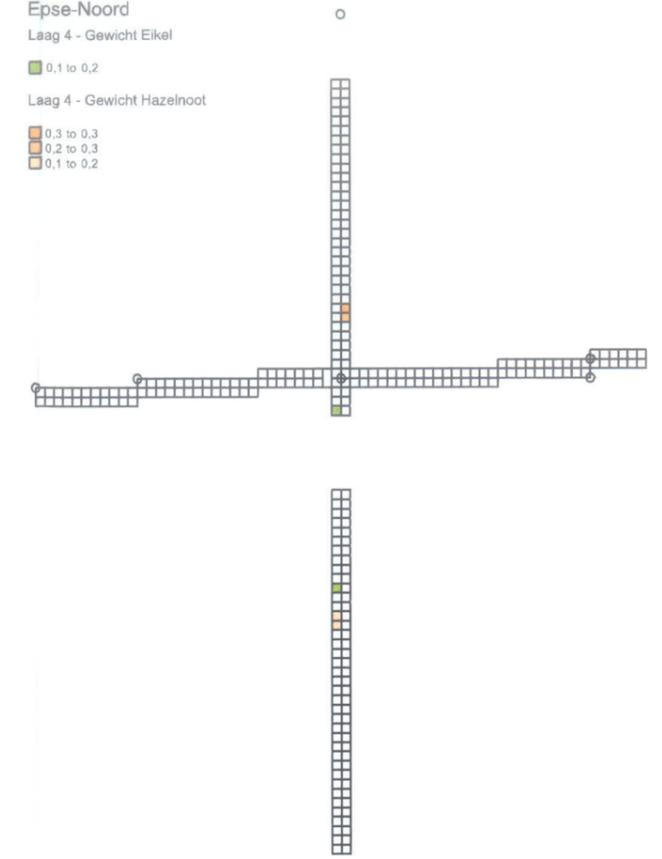 Epse-Noord
Laag 4 - Gewicht Eikel
0,1 to 0,2
Laag 4 - Gewicht Hazelnoot
0,3 to 0,3
0,2 to 0,3
0,1 to 0,2